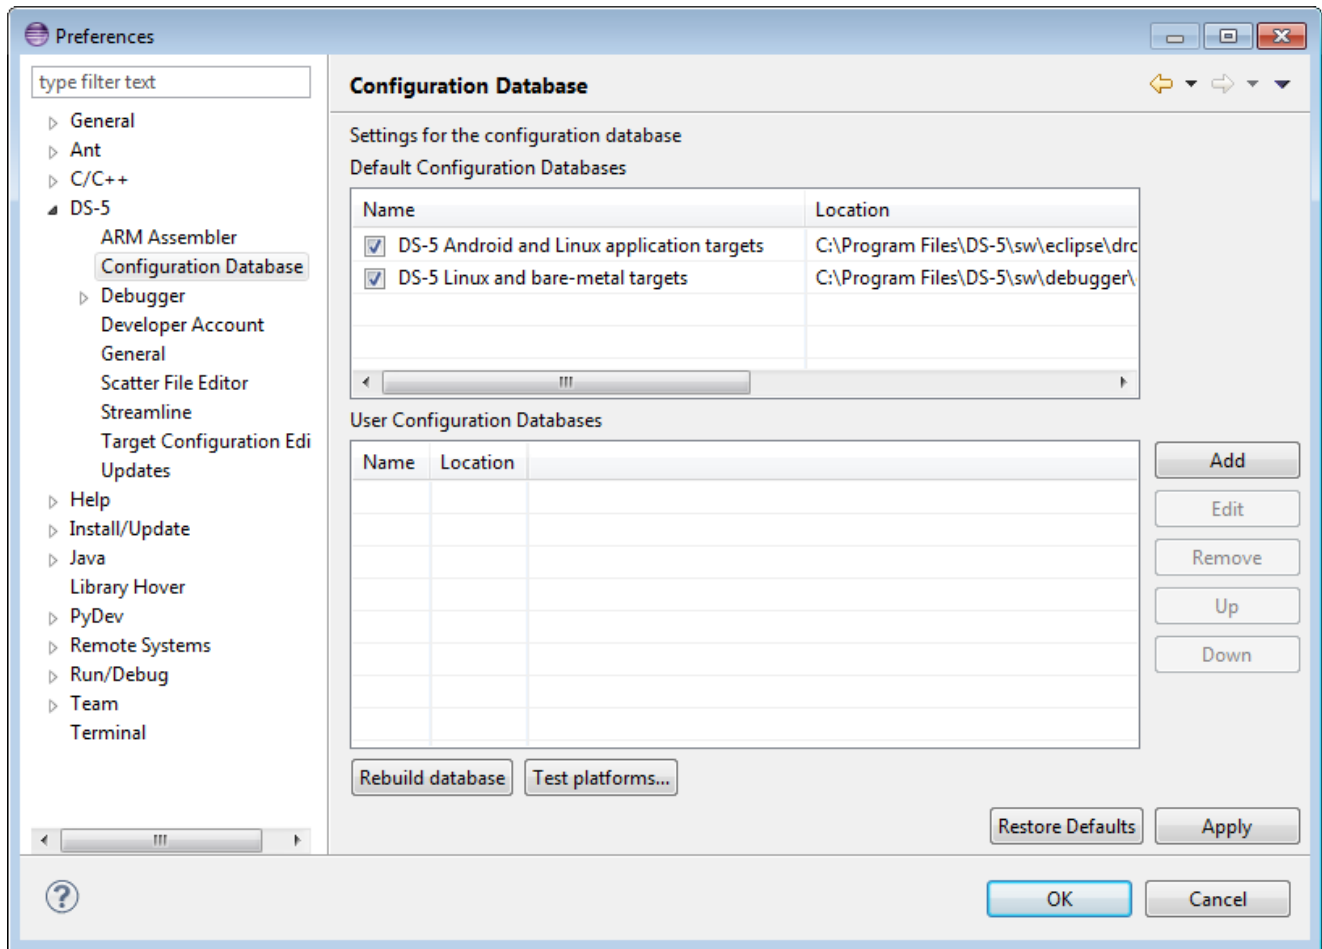 Preferences
type filter text
General
Ant
C/C++
DS-5
ARM Assembler
Configuration Database
Debugger
Developer Account
General
Scatter File Editor
Streamline
Target Configuration Edi
Updates
Help
Install/Update
Java
Library Hover
PyDev
Remote Systems
Run/Debug
Team
Terminal
Configuration Database
Settings for the configuration database
Default Configuration Databases
Name Location
DS-5 Android and Linux application targets C:\Program Files\DS-5\sw\eclipse\drc
DS-5 Linux and bare-metal targets C:\Program Files\DS-5\sw\debugger\
User Configuration Databases
Name Location
Add
Edit
Remove
Up
Down
Rebuild database Test platforms...
Restore Defaults Apply
OK Cancel